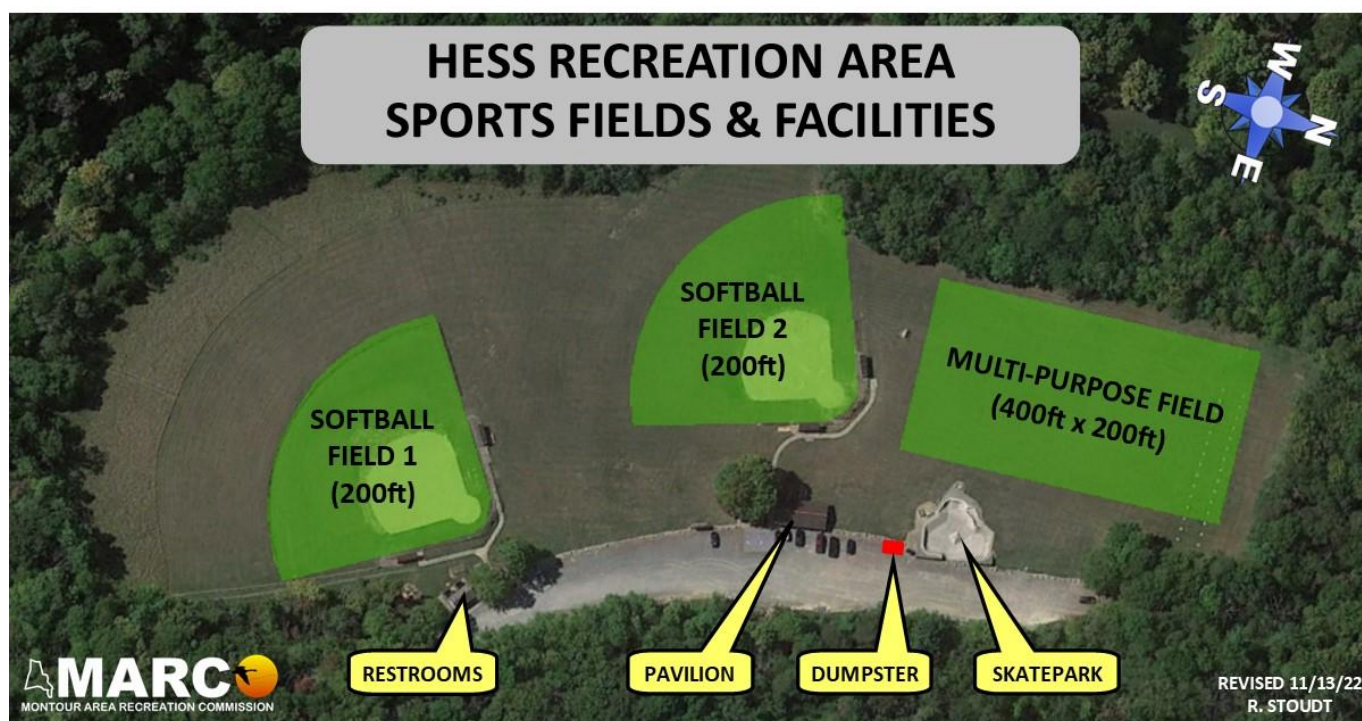 HESS RECREATION AREA
SPORTS FIELDS & FACILITIES
W
S
N
E
SOFTBALL
FIELD 2
(200ft)
MULTI-PURPOSE FIELD
(400ft x 200ft)
SOFTBALL
FIELD 1
(200ft)
RESTROOMS
PAVILION
DUMPSTER
SKATEPARK
MARC
MONTOUR AREA RECREATION COMMISSION
REVISED 11/13/22
R. STOUDT